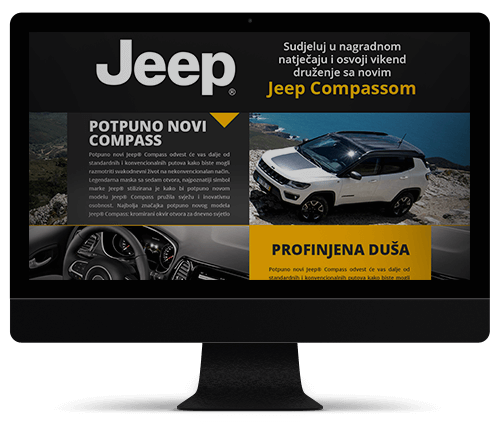 Jeep®
Sudjeluj u nagradnom
natječaju i osvoji vikend
druženje sa novim
Jeep Compassom
POTPUNO NOVI
COMPASS
Potpuno novi Jeep® Compass odvest će vas dalje od
standardnih i konvencionalnih putova kako biste mogli
razmotriti svakodnevni život na nekonvencionalan način.
Legendarna maska sa sedam otvora, najpoznatiji simbol
marke Jeep® stilizirana je kako bi potpuno novom
modelu Jeep® Compass pružila svježu i inovativnu
osobnost. Najbolja značajka potpuno novog modela
Jeep® Compass: kromirani okvir otvora za dnevno svjetlo
PROFINJENA DUŠA
Potpuno novi Jeep® Compass odvest će vas dalje od
standardnih i konvencionalnih putova kako biste mogli